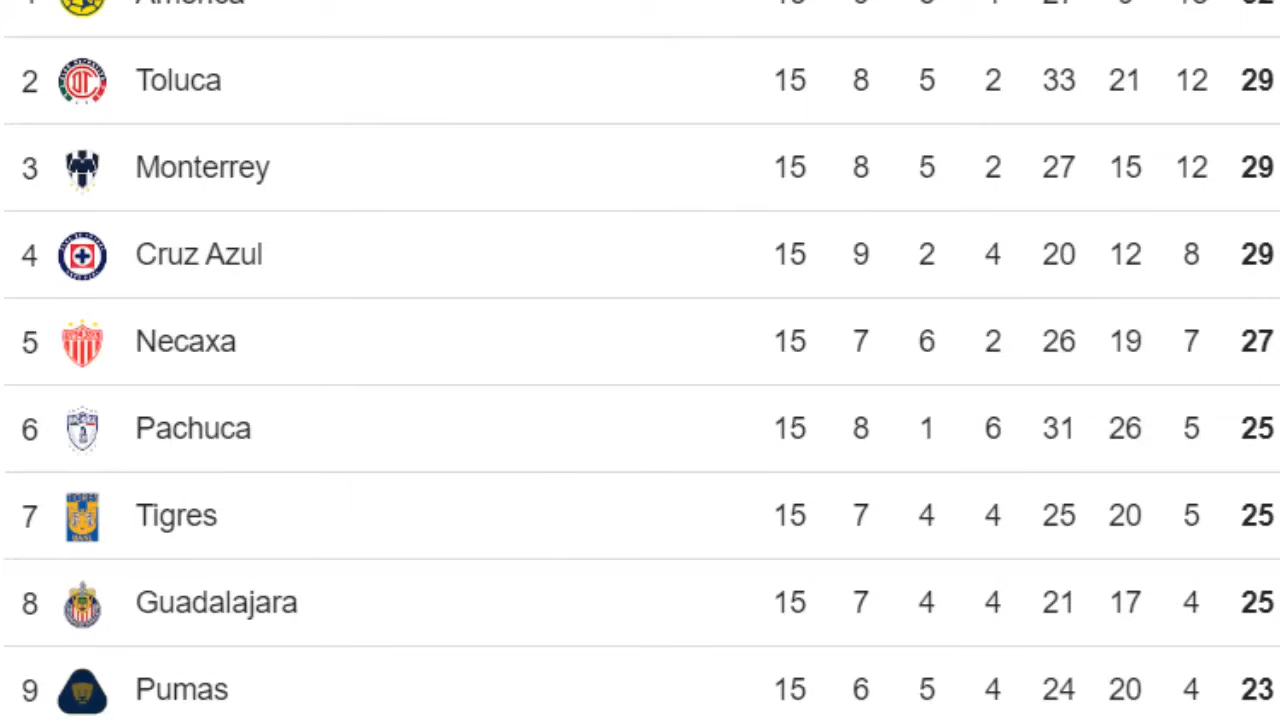 América
2 Toluca 15 8 5 2 33 21 12 29
3 Monterrey 15 8 5 2 27 15 12 29
4 Cruz Azul 15 9 2 4 20 12 8 29
5 Necaxa 15 7 6 2 26 19 7 27
6 Pachuca 15 8 1 6 31 26 5 25
7 Tigres 15 7 4 4 25 20 5 25
8 Guadalajara 15 7 4 4 21 17 4 25
9 Pumas 15 6 5 4 24 20 4 23